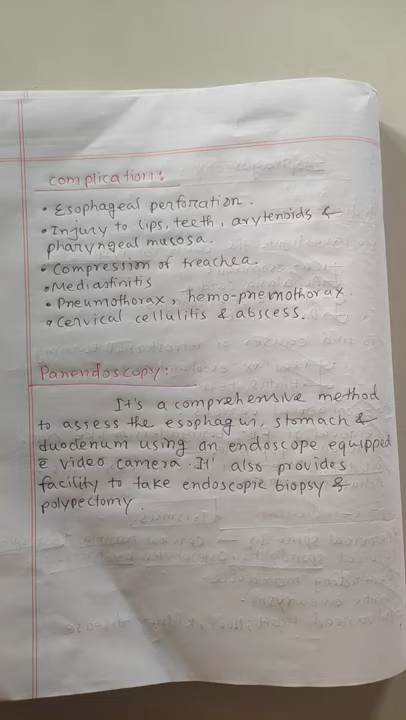 complication:
• Esophageal perforation.
• Injury to lips, teeth, arytenoids &
pharyngeal mucosa.
• Compression of treachea.
• Mediastinitis
• Pneumothorax, hemo-pnemothorax.
• Cervical cellulitis & abscess.
Panendoscopy:
It's a comprehensive method
to assess the esophagus, stomach &
duodenum using an endoscope equipped
c̄ video camera. It also provides
facility to take endoscopic biopsy &
polypectomy.